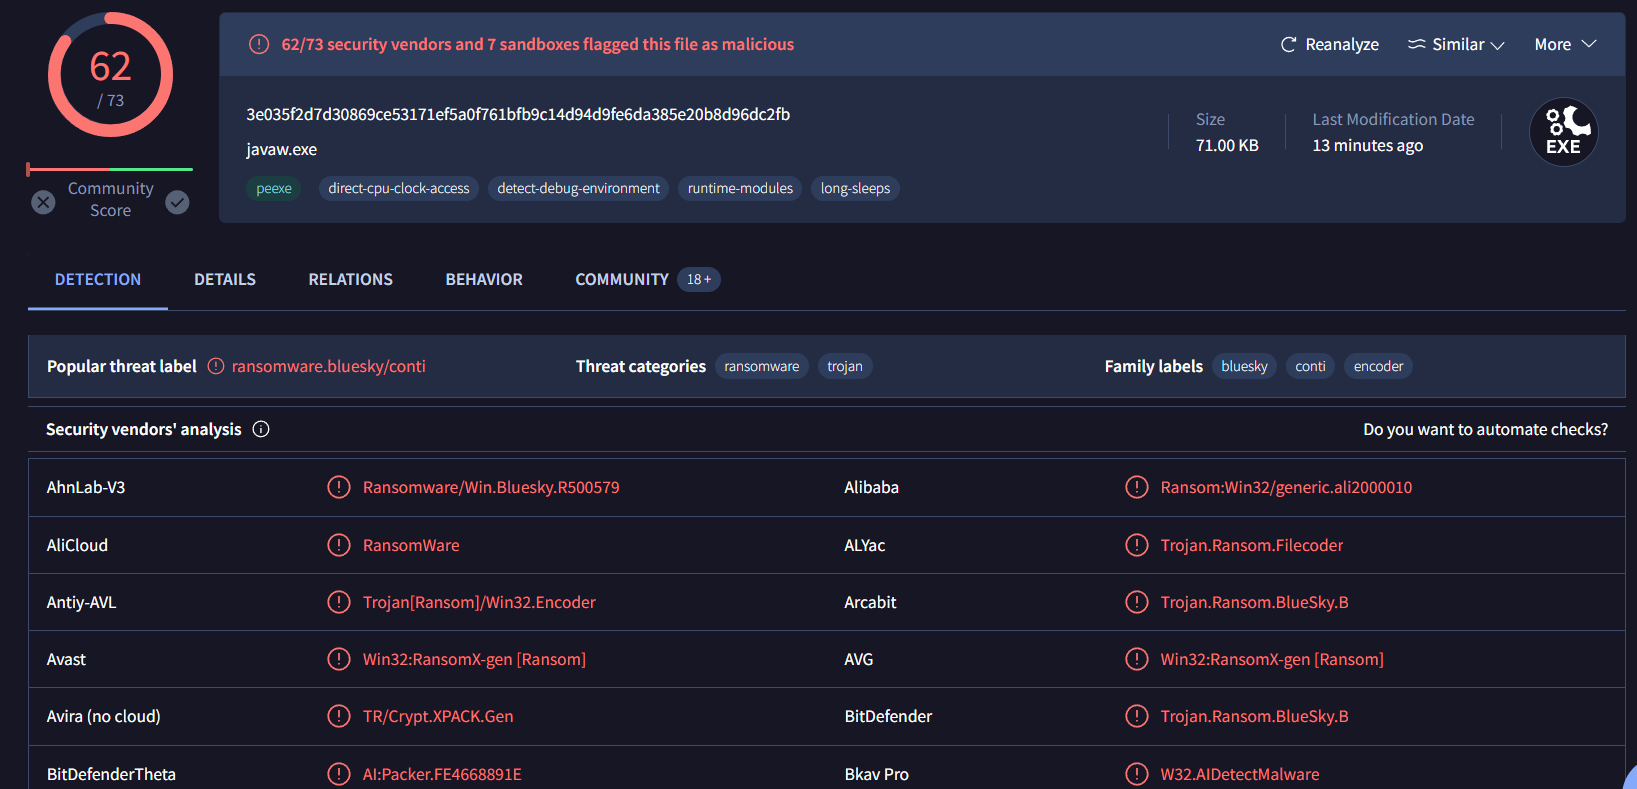 62
/ 73
Community
Score
62/73 security vendors and 7 sandboxes flagged this file as malicious
Reanalyze Similar More
3e035f2d7d30869ce53171ef5a0f761bfb9c14d94d9fe6da385e20b8d96dc2fb
javaw.exe
peexe direct-cpu-clock-access detect-debug-environment runtime-modules long-sleeps
Size
71.00 KB
Last Modification Date
13 minutes ago
EXE
DETECTION DETAILS RELATIONS BEHAVIOR COMMUNITY 18+
Popular threat label ransomware.bluesky/conti Threat categories ransomware trojan Family labels bluesky conti encoder
Security vendors' analysis Do you want to automate checks?
AhnLab-V3 Ransomware/Win.Bluesky.R500579 Alibaba Ransom:Win32/generic.ali2000010
AliCloud RansomWare ALYac Trojan.Ransom.Filecoder
Antiy-AVL Trojan[Ransom]/Win32.Encoder Arcabit Trojan.Ransom.BlueSky.B
Avast Win32:RansomX-gen [Ransom] AVG Win32:RansomX-gen [Ransom]
Avira (no cloud) TR/Crypt.XPACK.Gen BitDefender Trojan.Ransom.BlueSky.B
BitDefenderTheta AI:Packer.FE4668891E Bkav Pro W32.AIDetectMalware